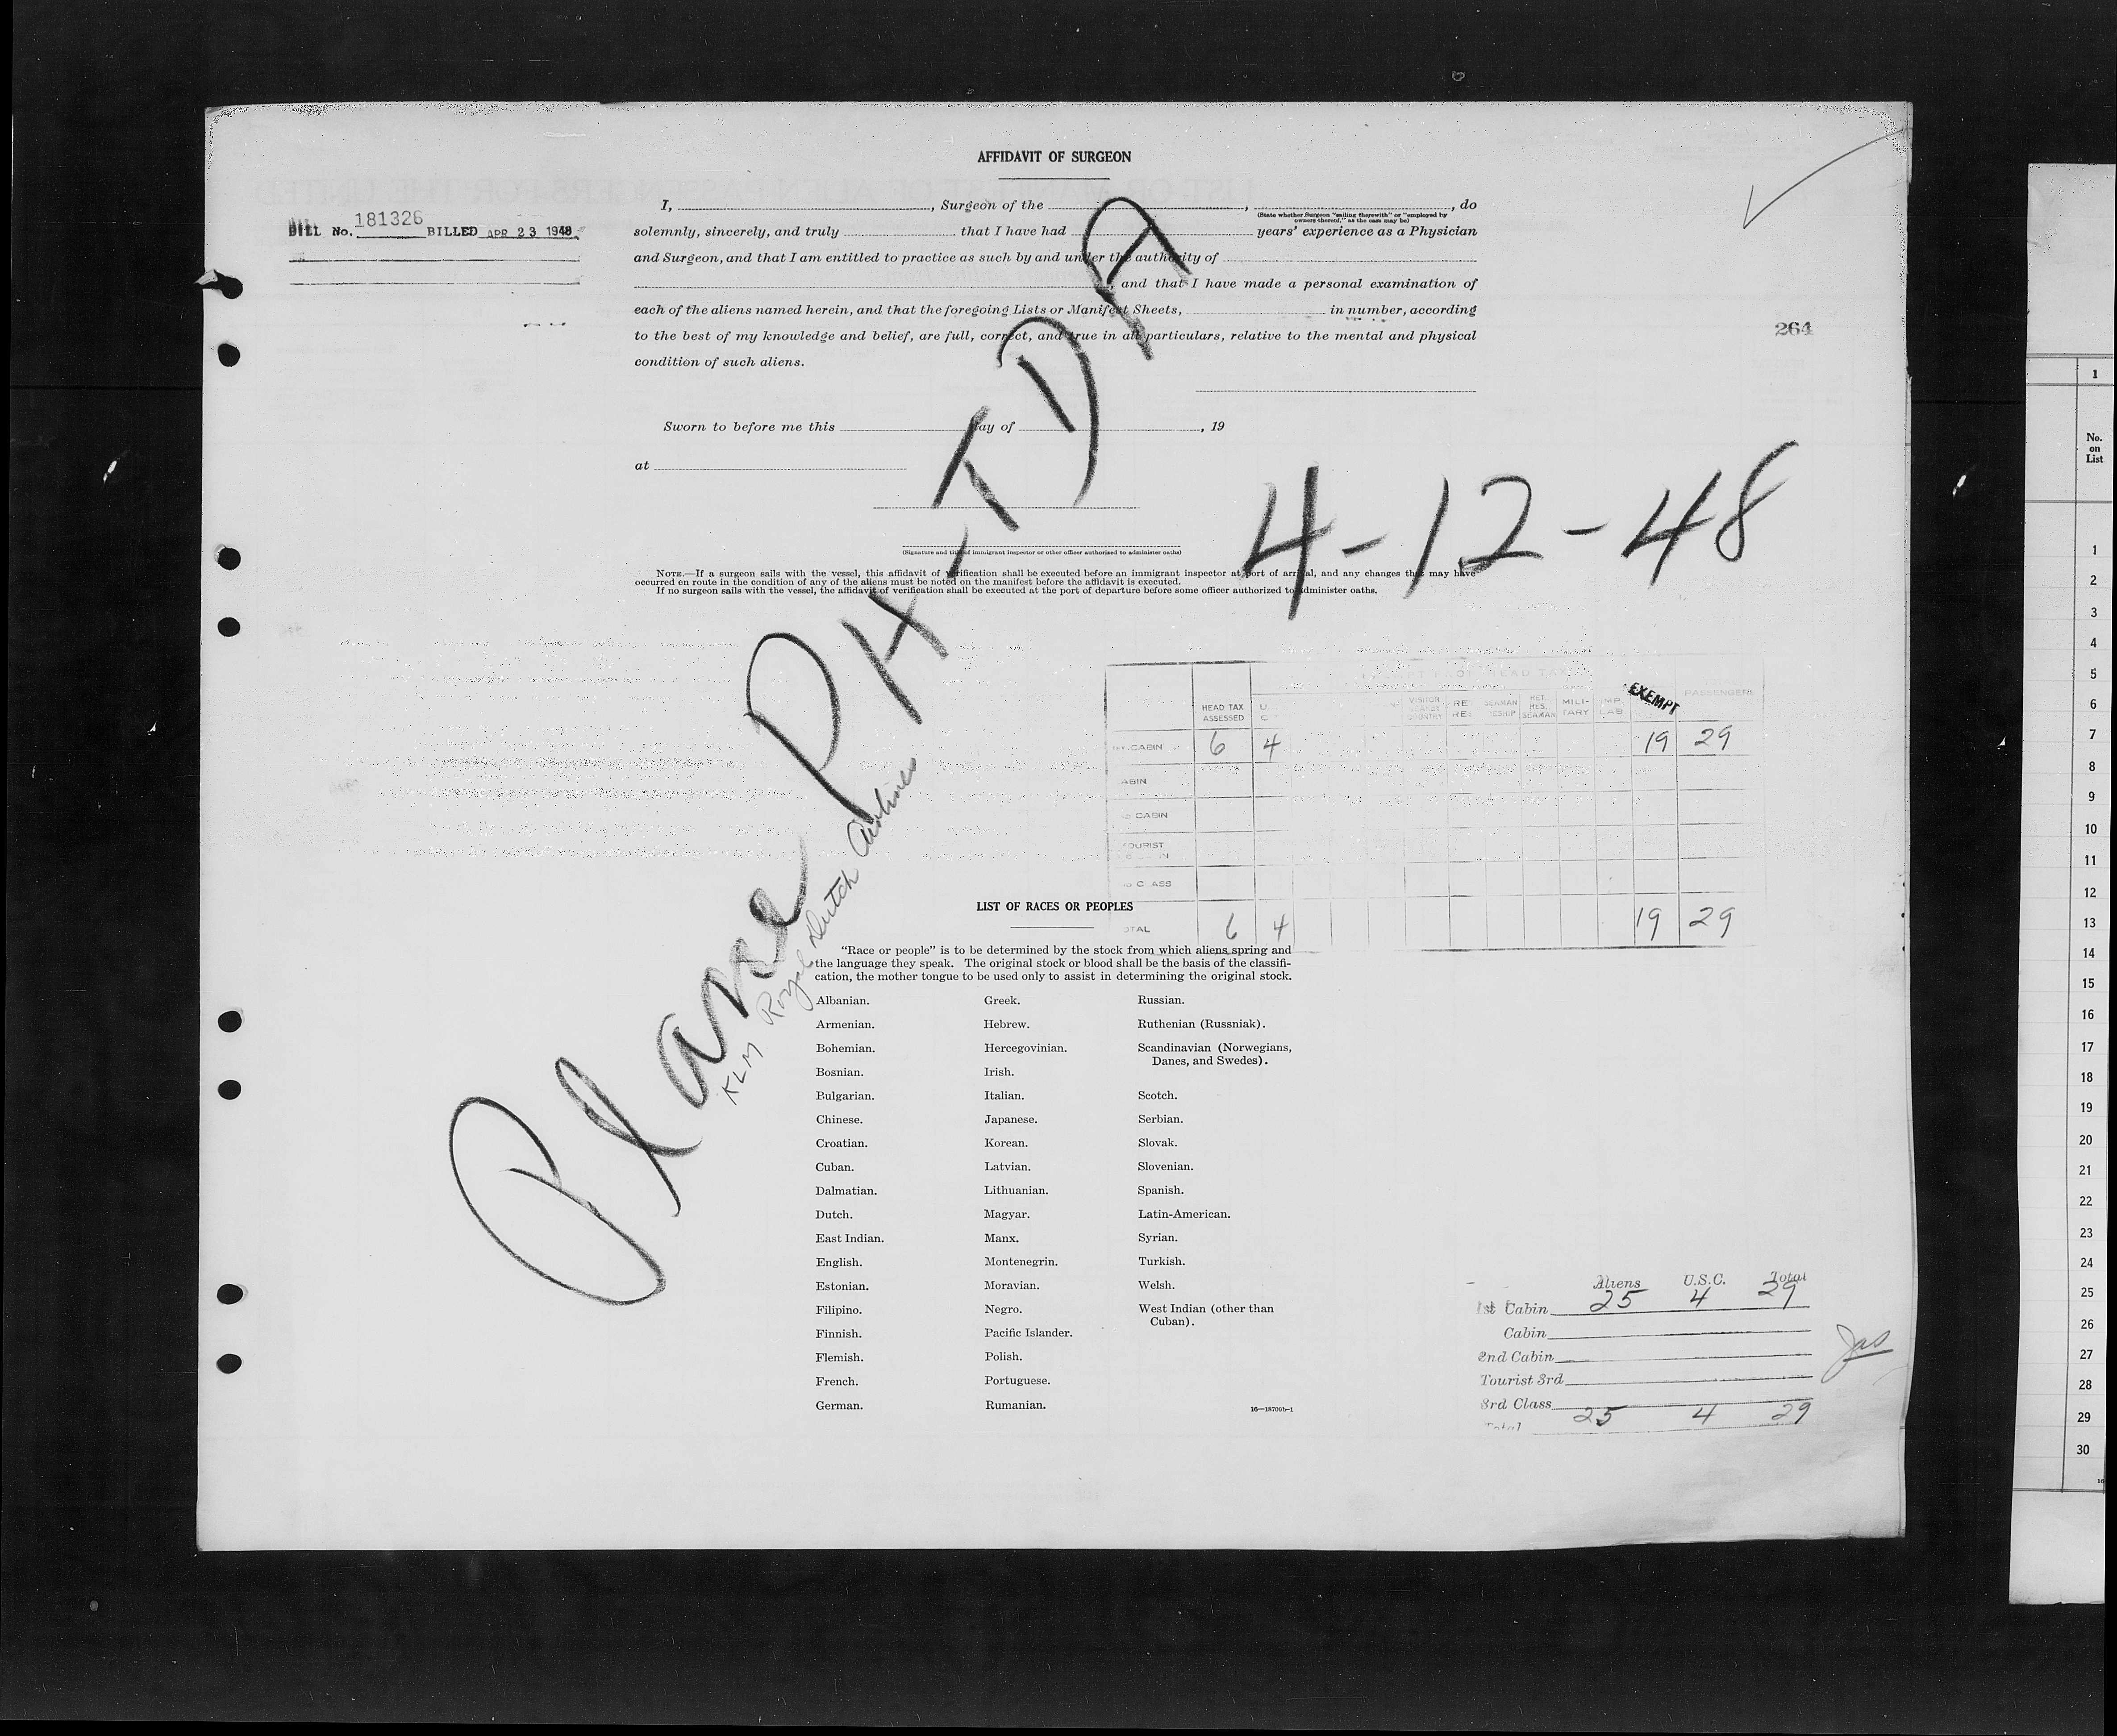 AFFIDAVIT OF SURGEON
I, , Surgeon of the , , do
(State whether Surgeon "sailing therewith" or "employed by
owners thereof," as the case may be)
BILL No. 181326 BILLED APR 23 1948
solemnly, sincerely, and truly that I have had years' experience as a Physician
and Surgeon, and that I am entitled to practice as such by and under the authority of
, and that I have made a personal examination of
each of the aliens named herein, and that the foregoing Lists or Manifest Sheets, in number, according
to the best of my knowledge and belief, are full, correct, and true in all particulars, relative to the mental and physical
condition of such aliens.
264
Sworn to before me this day of , 19
at
(Signature and title of immigrant inspector or other officer authorized to administer oaths)
NOTE.—If a surgeon sails with the vessel, this affidavit of verification shall be executed before an immigrant inspector at port of arrival, and any changes that may have
occurred en route in the condition of any of the aliens must be noted on the manifest before the affidavit is executed.
If no surgeon sails with the vessel, the affidavit of verification shall be executed at the port of departure before some officer authorized to administer oaths.
Plane PH-TDA
KLM Royal Dutch Airlines
4-12-48
HEAD TAX
ASSESSED
EXEMPT
PASSENGERS
CABIN 6 4 19 29
CABIN
TOURIST
TOTAL 6 4 19 29
LIST OF RACES OR PEOPLES
"Race or people" is to be determined by the stock from which aliens spring and
the language they speak. The original stock or blood shall be the basis of the classifi-
cation, the mother tongue to be used only to assist in determining the original stock.
Albanian. Greek. Russian.
Armenian. Hebrew. Ruthenian (Russniak).
Bohemian. Hercegovinian. Scandinavian (Norwegians,
Danes, and Swedes).
Bosnian. Irish.
Bulgarian. Italian. Scotch.
Chinese. Japanese. Serbian.
Croatian. Korean. Slovak.
Cuban. Latvian. Slovenian.
Dalmatian. Lithuanian. Spanish.
Dutch. Magyar. Latin-American.
East Indian. Manx. Syrian.
English. Montenegrin. Turkish.
Estonian. Moravian. Welsh.
Filipino. Negro. West Indian (other than
Cuban).
Finnish. Pacific Islander.
Flemish. Polish.
French. Portuguese.
German. Rumanian.
16—18709b-1
Aliens U.S.C. Total
1st Cabin 25 4 29
Cabin
2nd Cabin
Tourist 3rd
3rd Class
Total 25 4 29
1
No.
on
List
1
2
3
4
5
6
7
8
9
10
11
12
13
14
15
16
17
18
19
20
21
22
23
24
25
26
27
28
29
30